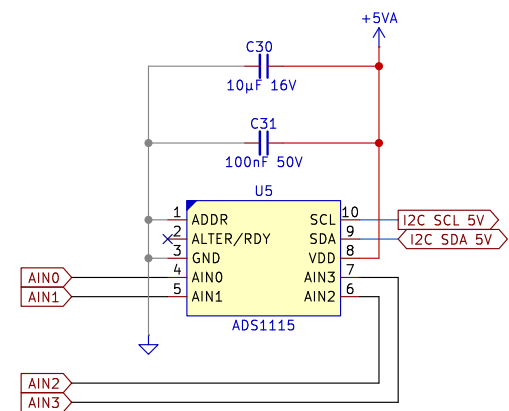 +5VA
C30
10µF 16V
C31
100nF 50V
U5
1 ADDR SCL 10 I2C SCL 5V
2 ALTER/RDY SDA 9 I2C SDA 5V
3 GND VDD 8
AIN0 4 AIN0 AIN3 7
AIN1 5 AIN1 AIN2 6
ADS1115
AIN2
AIN3